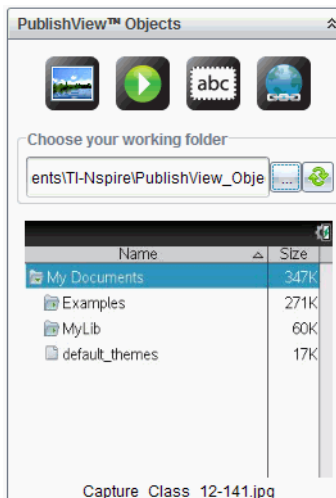 PublishView™ Objects
abc
Choose your working folder
ents\TI-Nspire\PublishView_Obje ...
Name Size
My Documents 347K
Examples 271K
MyLib 60K
default_themes 17K
Capture_Class_12-141.jpg